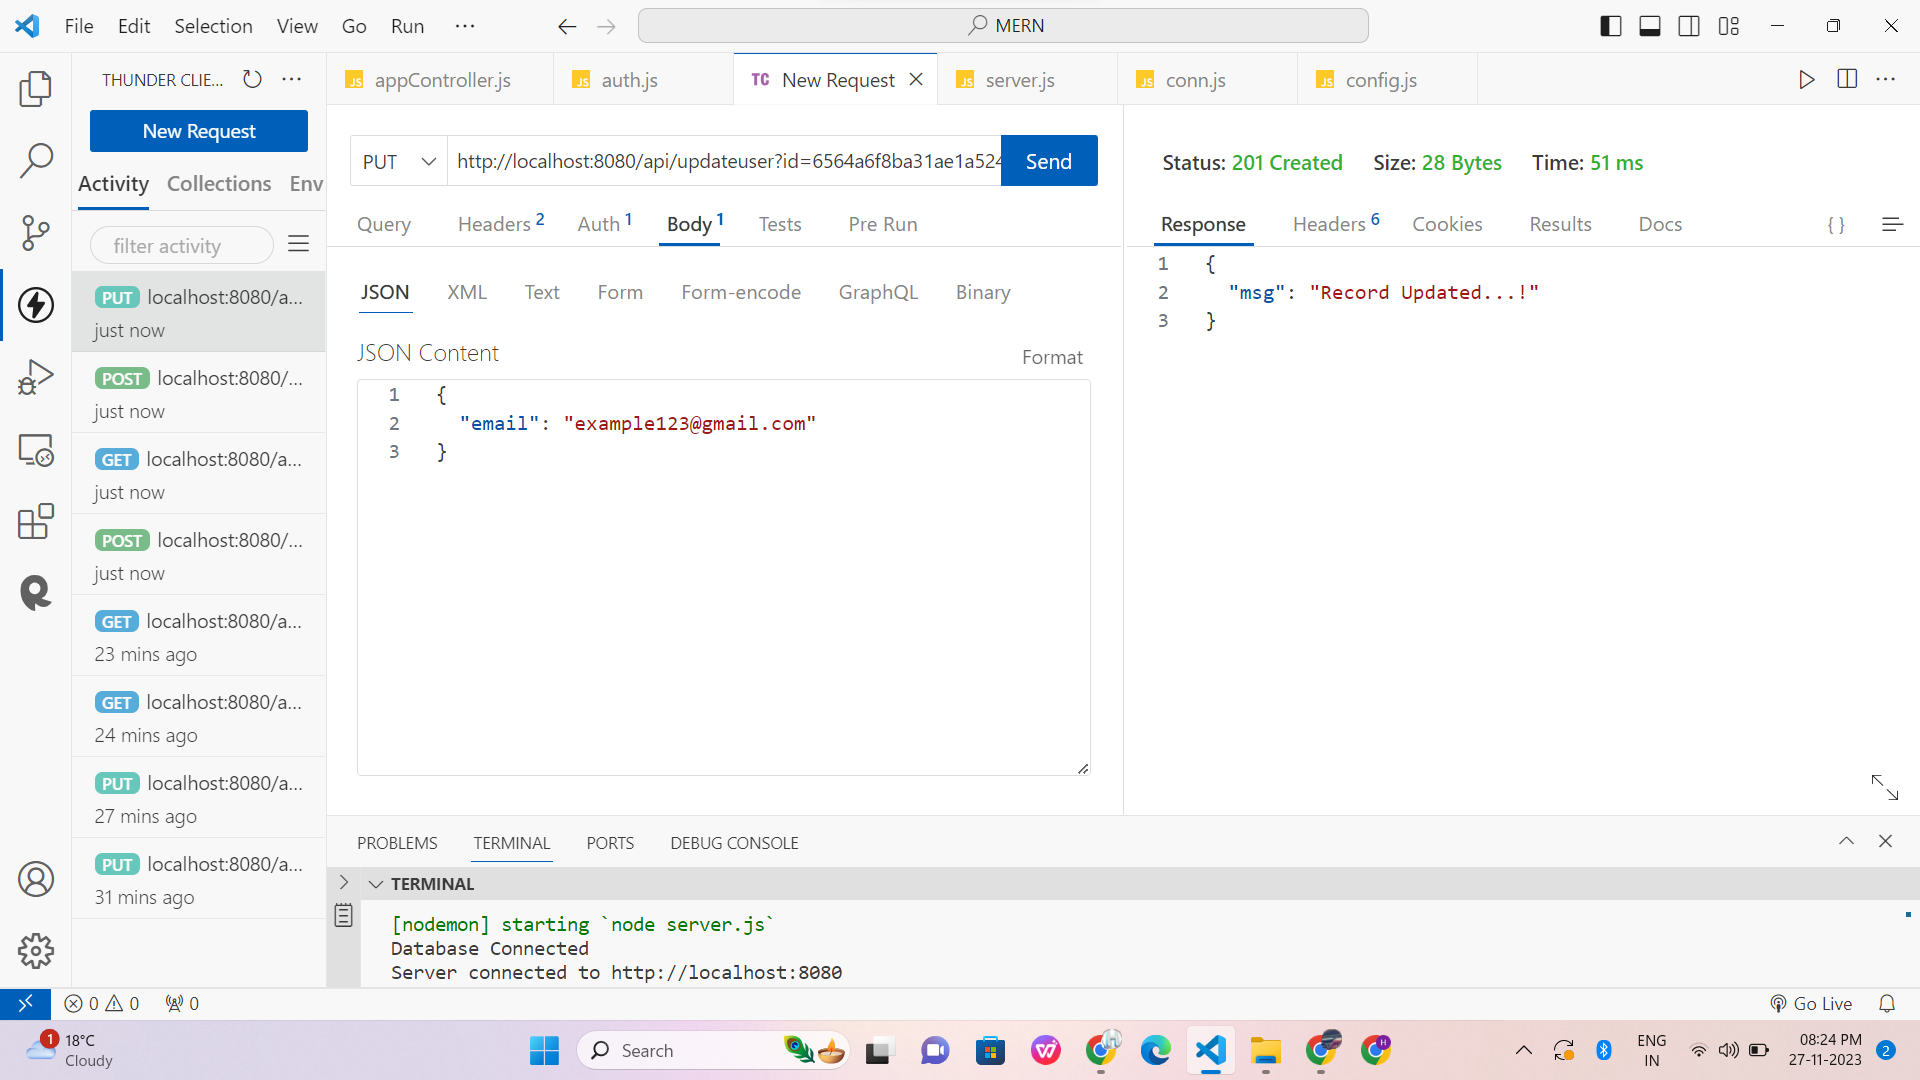 File Edit Selection View Go Run ···
MERN
THUNDER CLIE... ···
New Request
Activity Collections Env
filter activity
PUT localhost:8080/a...
just now
POST localhost:8080/...
just now
GET localhost:8080/a...
just now
POST localhost:8080/...
just now
GET localhost:8080/a...
23 mins ago
GET localhost:8080/a...
24 mins ago
PUT localhost:8080/a...
27 mins ago
PUT localhost:8080/a...
31 mins ago
JS appController.js JS auth.js TC New Request JS server.js JS conn.js JS config.js ···
PUT http://localhost:8080/api/updateuser?id=6564a6f8ba31ae1a524 Send
Query Headers 2 Auth 1 Body 1 Tests Pre Run
JSON XML Text Form Form-encode GraphQL Binary
JSON Content
Format
1 {
2 "email": "example123@gmail.com"
3 }
Status: 201 Created Size: 28 Bytes Time: 51 ms
Response Headers 6 Cookies Results Docs { }
1 {
2 "msg": "Record Updated...!"
3 }
PROBLEMS TERMINAL PORTS DEBUG CONSOLE
TERMINAL
[nodemon] starting `node server.js`
Database Connected
Server connected to http://localhost:8080
0 0 0
Go Live
1
18°C
Cloudy
Search
H
ENG
IN
08:24 PM
27-11-2023
2